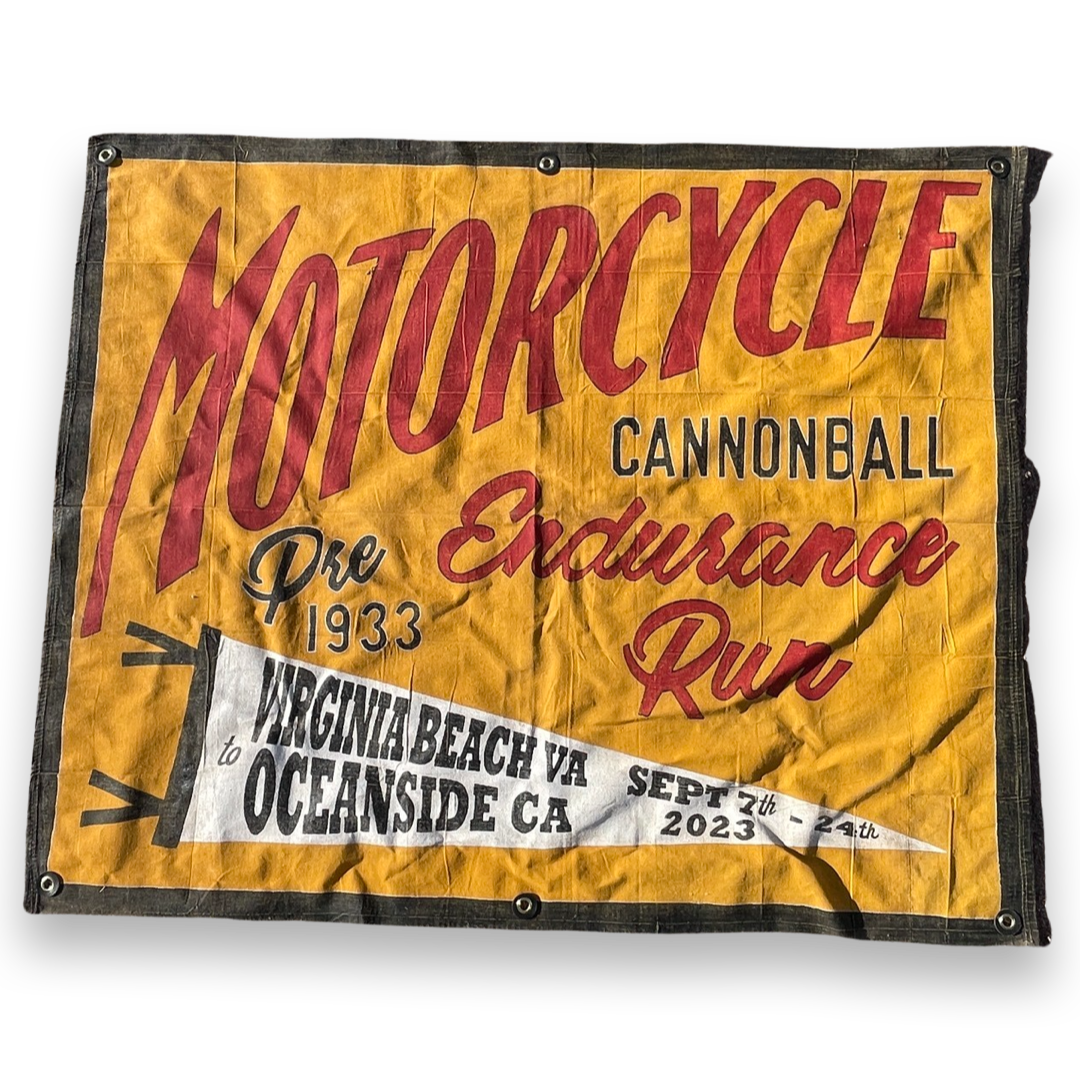 MOTORCYCLE
CANNONBALL
Endurance
Run
Pre
1933
VIRGINIA BEACH VA
to
OCEANSIDE CA
SEPT 7th - 24th
2023